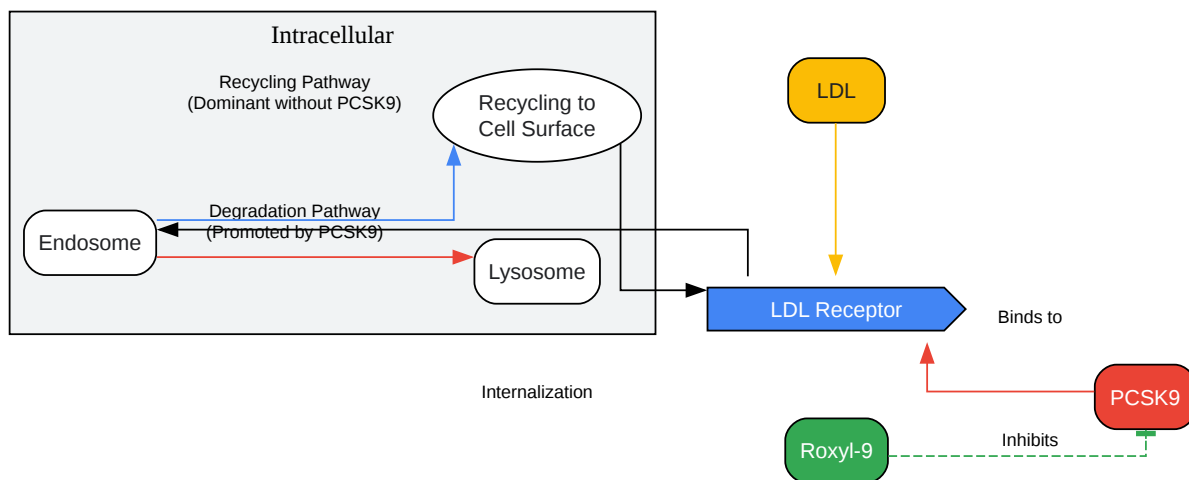 Intracellular
Recycling Pathway
(Dominant without PCSK9)
Recycling to
Cell Surface
LDL
Degradation Pathway
(Promoted by PCSK9)
Endosome
Lysosome
LDL Receptor
Binds to
Internalization
PCSK9
Inhibits
Roxyl-9